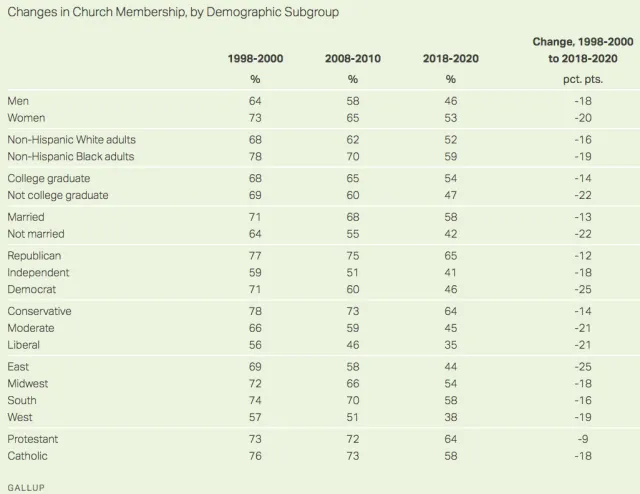 Changes in Church Membership, by Demographic Subgroup
Change, 1998-2000
1998-2000 2008-2010 2018-2020 to 2018-2020
% % % pct. pts.
Men 64 58 46 -18
Women 73 65 53 -20
Non-Hispanic White adults 68 62 52 -16
Non-Hispanic Black adults 78 70 59 -19
College graduate 68 65 54 -14
Not college graduate 69 60 47 -22
Married 71 68 58 -13
Not married 64 55 42 -22
Republican 77 75 65 -12
Independent 59 51 41 -18
Democrat 71 60 46 -25
Conservative 78 73 64 -14
Moderate 66 59 45 -21
Liberal 56 46 35 -21
East 69 58 44 -25
Midwest 72 66 54 -18
South 74 70 58 -16
West 57 51 38 -19
Protestant 73 72 64 -9
Catholic 76 73 58 -18
GALLUP